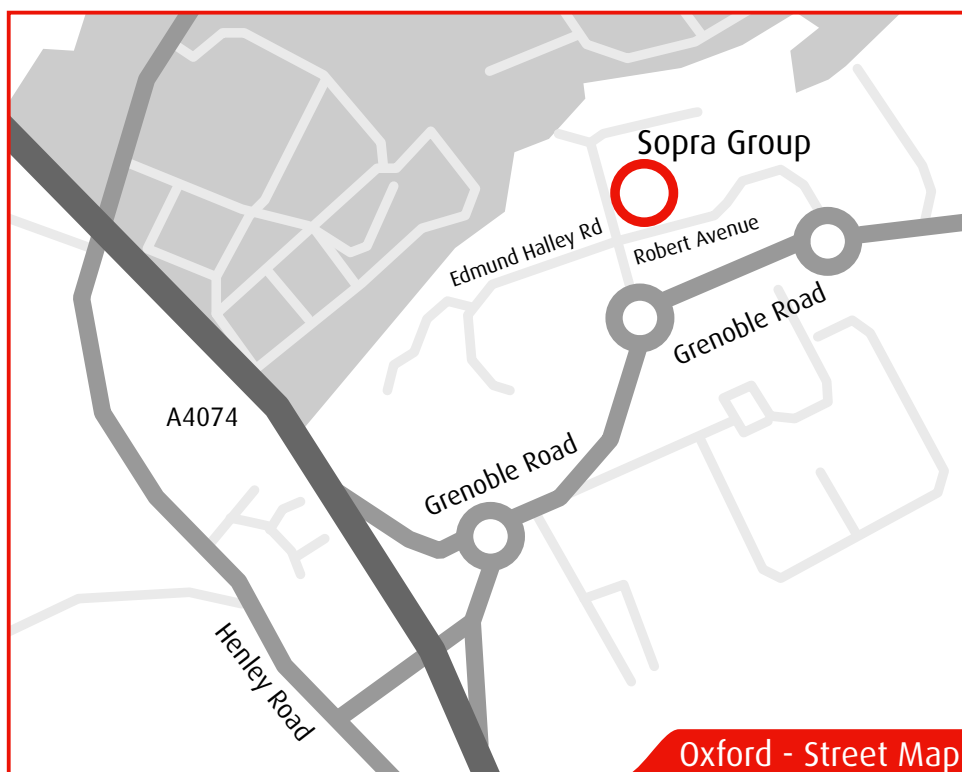 Sopra Group
Edmund Halley Rd
Robert Avenue
Grenoble Road
A4074
Grenoble Road
Henley Road
Oxford - Street Map